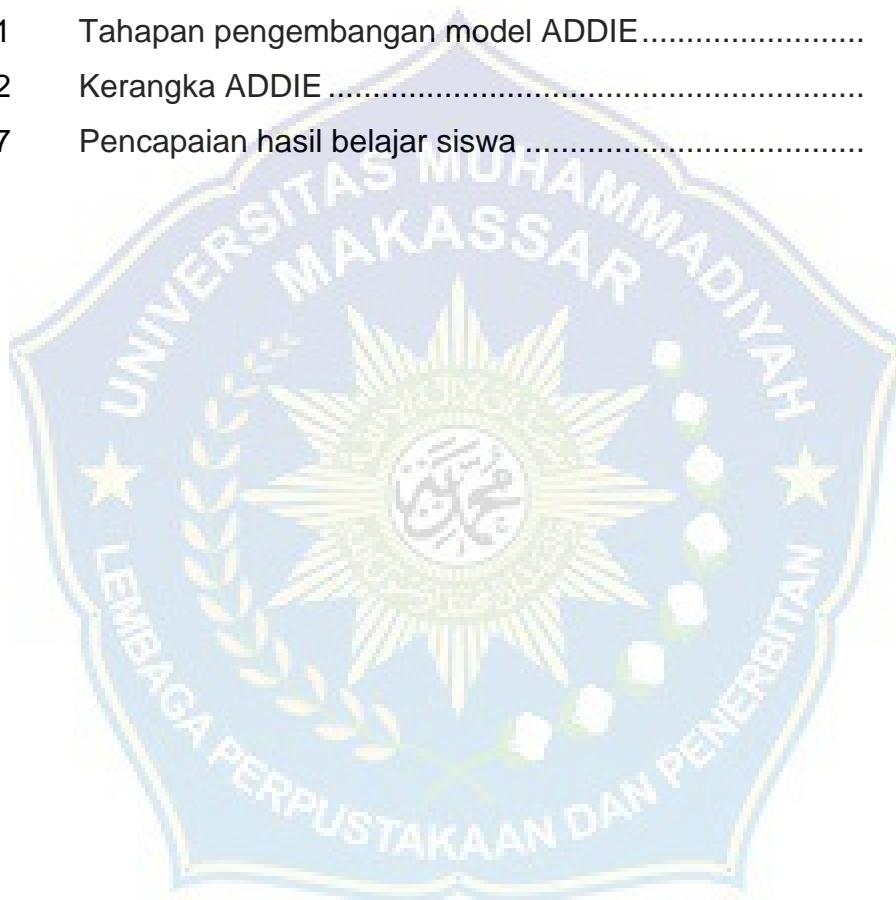 1 Tahapan pengembangan model ADDIE.........................
2 Kerangka ADDIE ............................................................
7 Pencapaian hasil belajar siswa ......................................
UNIVERSITAS MUHAMMADIYAH
MAKASSAR
LEMBAGA PERPUSTAKAAN DAN PENERBITAN